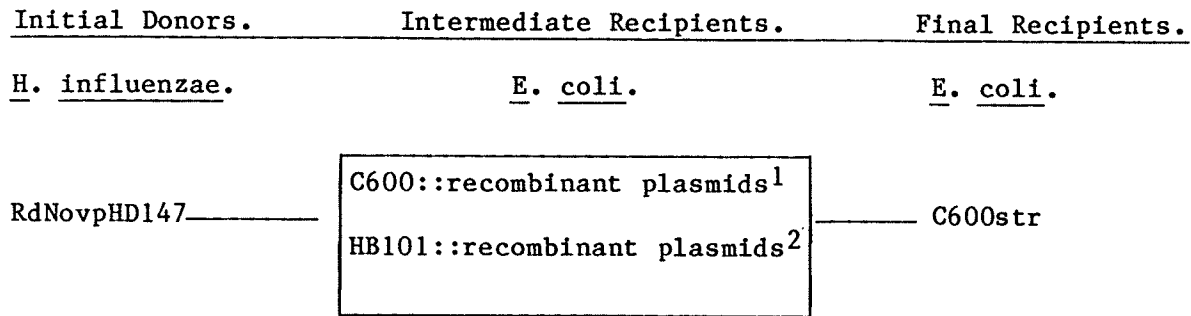 Initial Donors. Intermediate Recipients. Final Recipients.
H. influenzae. E. coli. E. coli.
C600::recombinant plasmids1
RdNovpHD147 C600str
HB101::recombinant plasmids2